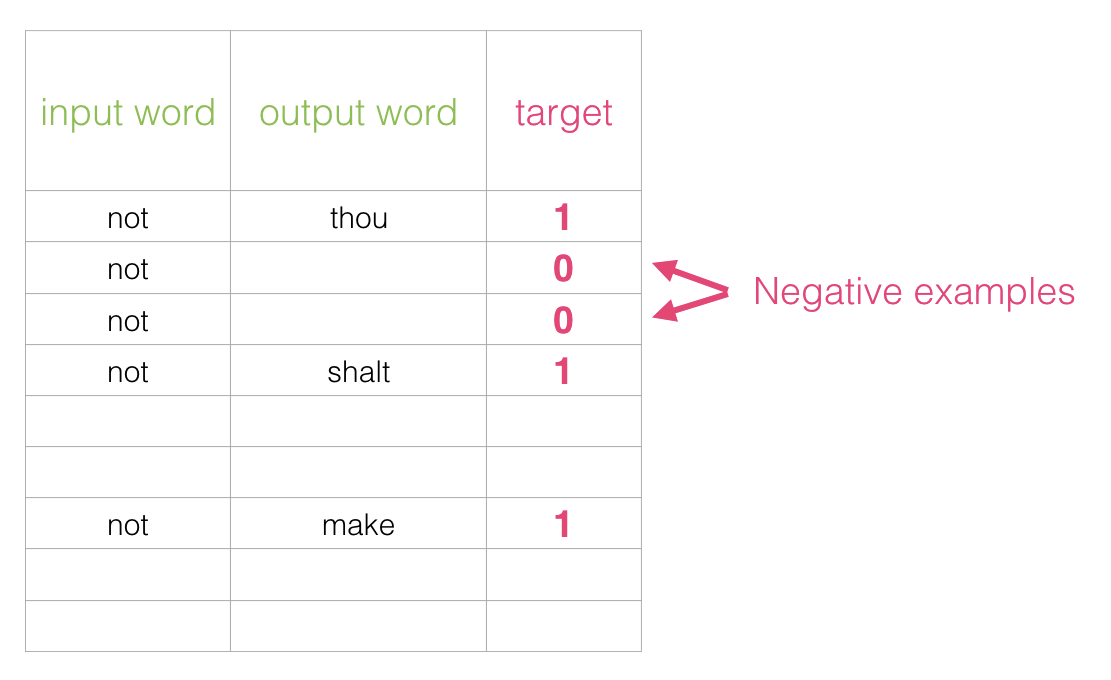 input word output word target
not thou 1
not 0
not 0
not shalt 1
not make 1
Negative examples